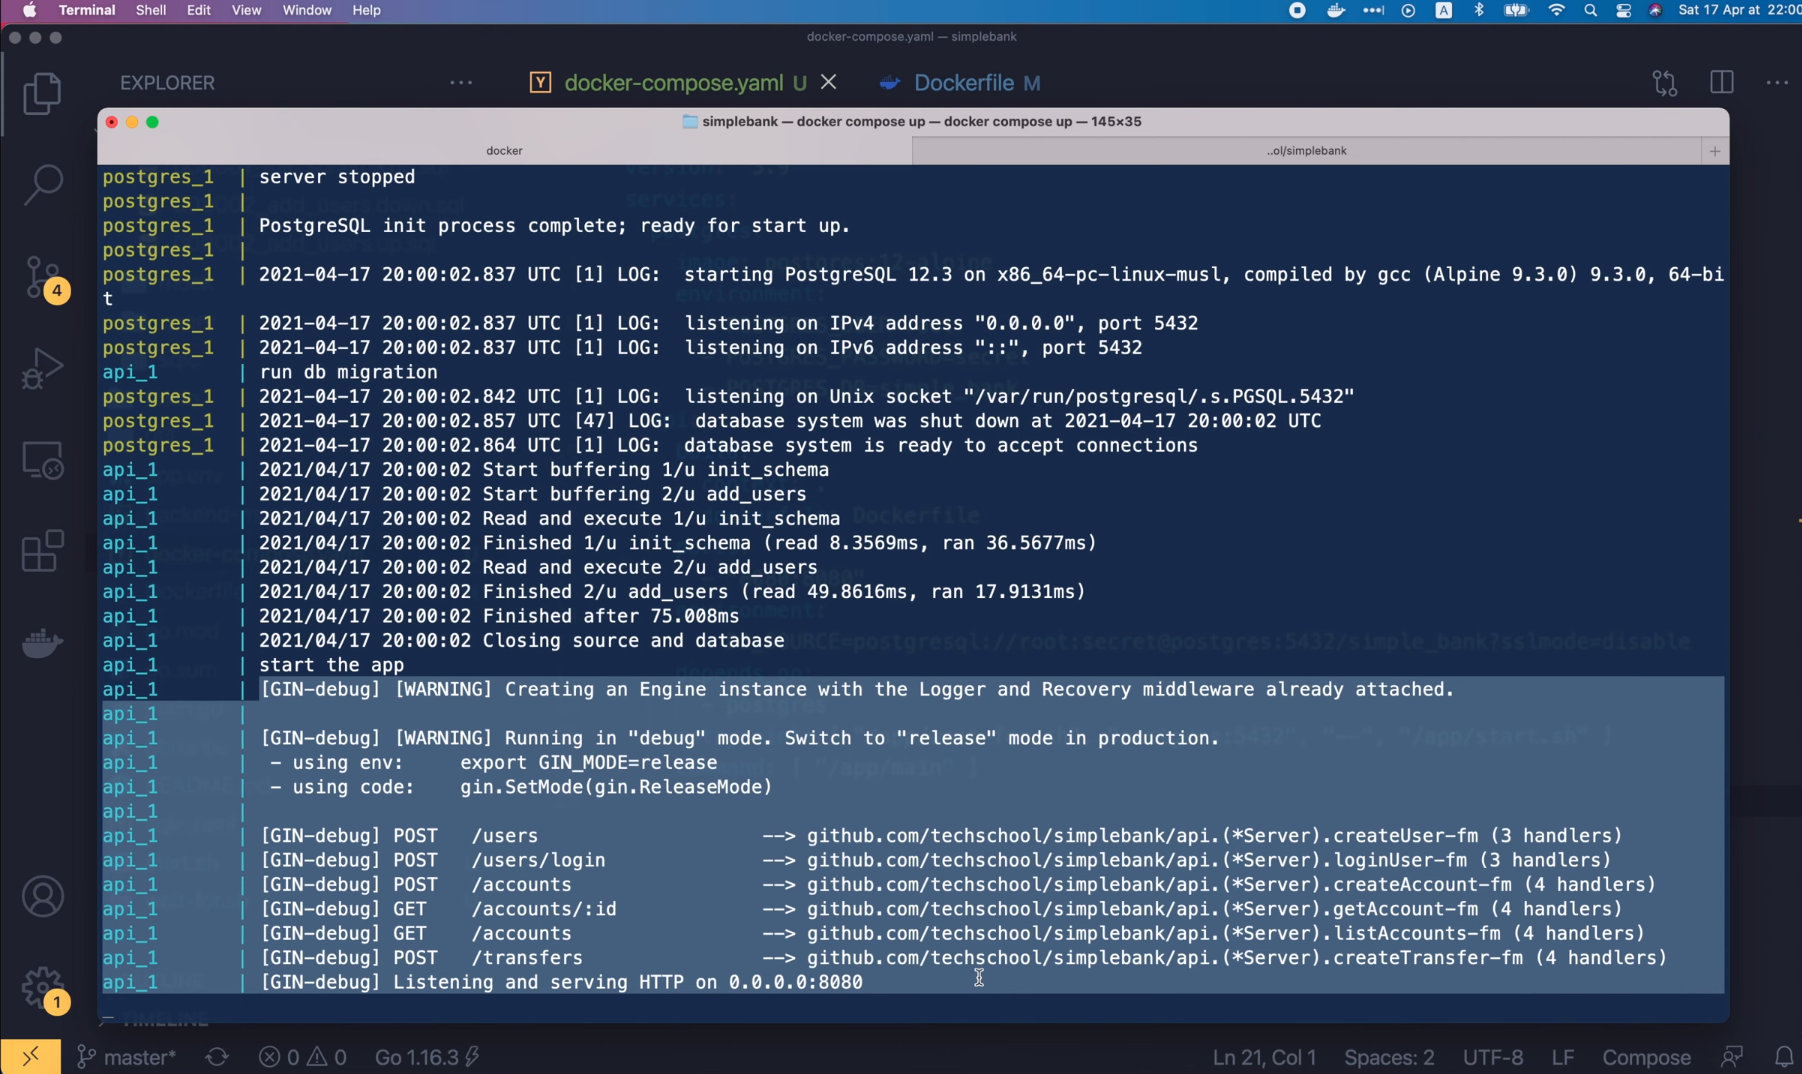 Terminal Shell Edit View Window Help
A Sat 17 Apr at 22:00
docker-compose.yaml — simplebank
EXPLORER ··· docker-compose.yaml U Dockerfile M ···
simplebank — docker compose up — docker compose up — 145×35
docker ..ol/simplebank +
postgres_1 | server stopped
postgres_1 |
postgres_1 | PostgreSQL init process complete; ready for start up.
postgres_1 |
postgres_1 | 2021-04-17 20:00:02.837 UTC [1] LOG: starting PostgreSQL 12.3 on x86_64-pc-linux-musl, compiled by gcc (Alpine 9.3.0) 9.3.0, 64-bi
t
postgres_1 | 2021-04-17 20:00:02.837 UTC [1] LOG: listening on IPv4 address "0.0.0.0", port 5432
postgres_1 | 2021-04-17 20:00:02.837 UTC [1] LOG: listening on IPv6 address "::", port 5432
api_1 | run db migration
postgres_1 | 2021-04-17 20:00:02.842 UTC [1] LOG: listening on Unix socket "/var/run/postgresql/.s.PGSQL.5432"
postgres_1 | 2021-04-17 20:00:02.857 UTC [47] LOG: database system was shut down at 2021-04-17 20:00:02 UTC
postgres_1 | 2021-04-17 20:00:02.864 UTC [1] LOG: database system is ready to accept connections
api_1 | 2021/04/17 20:00:02 Start buffering 1/u init_schema
api_1 | 2021/04/17 20:00:02 Start buffering 2/u add_users
api_1 | 2021/04/17 20:00:02 Read and execute 1/u init_schema
api_1 | 2021/04/17 20:00:02 Finished 1/u init_schema (read 8.3569ms, ran 36.5677ms)
api_1 | 2021/04/17 20:00:02 Read and execute 2/u add_users
api_1 | 2021/04/17 20:00:02 Finished 2/u add_users (read 49.8616ms, ran 17.9131ms)
api_1 | 2021/04/17 20:00:02 Finished after 75.008ms
api_1 | 2021/04/17 20:00:02 Closing source and database
api_1 | start the app
api_1 | [GIN-debug] [WARNING] Creating an Engine instance with the Logger and Recovery middleware already attached.
api_1 |
api_1 | [GIN-debug] [WARNING] Running in "debug" mode. Switch to "release" mode in production.
api_1 | - using env: export GIN_MODE=release
api_1 | - using code: gin.SetMode(gin.ReleaseMode)
api_1 |
api_1 | [GIN-debug] POST /users --> github.com/techschool/simplebank/api.(*Server).createUser-fm (3 handlers)
api_1 | [GIN-debug] POST /users/login --> github.com/techschool/simplebank/api.(*Server).loginUser-fm (3 handlers)
api_1 | [GIN-debug] POST /accounts --> github.com/techschool/simplebank/api.(*Server).createAccount-fm (4 handlers)
api_1 | [GIN-debug] GET /accounts/:id --> github.com/techschool/simplebank/api.(*Server).getAccount-fm (4 handlers)
api_1 | [GIN-debug] GET /accounts --> github.com/techschool/simplebank/api.(*Server).listAccounts-fm (4 handlers)
api_1 | [GIN-debug] POST /transfers --> github.com/techschool/simplebank/api.(*Server).createTransfer-fm (4 handlers)
api_1 | [GIN-debug] Listening and serving HTTP on 0.0.0.0:8080
4
1
TIMELINE
master* 0 0 Go 1.16.3 Ln 21, Col 1 Spaces: 2 UTF-8 LF Compose